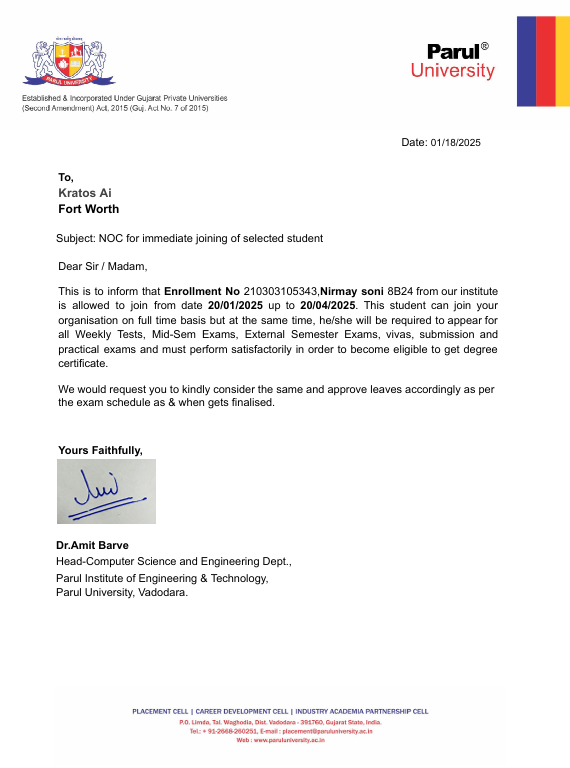 PARUL UNIVERSITY
Parul®
University
Established & Incorporated Under Gujarat Private Universities
(Second Amendment) Act, 2015 (Guj. Act No. 7 of 2015)
Date: 01/18/2025
To,
Kratos Ai
Fort Worth
Subject: NOC for immediate joining of selected student
Dear Sir / Madam,
This is to inform that Enrollment No 210303105343,Nirmay soni 8B24 from our institute
is allowed to join from date 20/01/2025 up to 20/04/2025. This student can join your
organisation on full time basis but at the same time, he/she will be required to appear for
all Weekly Tests, Mid-Sem Exams, External Semester Exams, vivas, submission and
practical exams and must perform satisfactorily in order to become eligible to get degree
certificate.
We would request you to kindly consider the same and approve leaves accordingly as per
the exam schedule as & when gets finalised.
Yours Faithfully,
Dr.Amit Barve
Head-Computer Science and Engineering Dept.,
Parul Institute of Engineering & Technology,
Parul University, Vadodara.
PLACEMENT CELL | CAREER DEVELOPMENT CELL | INDUSTRY ACADEMIA PARTNERSHIP CELL
P.O. Limda, Tal. Waghodia, Dist. Vadodara - 391760, Gujarat State, India.
Tel.: + 91-2668-260251, E-mail : placement@paruluniversity.ac.in
Web : www.paruluniversity.ac.in